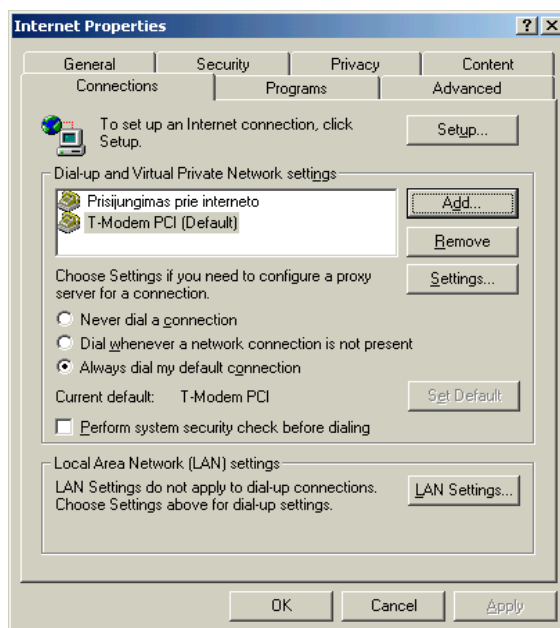 Internet Properties
General Security Privacy Content
Connections Programs Advanced
To set up an Internet connection, click
Setup.
Setup...
Dial-up and Virtual Private Network settings
Prisijungimas prie interneto
T-Modem PCI (Default)
Add...
Remove
Choose Settings if you need to configure a proxy
server for a connection.
Settings...
Never dial a connection
Dial whenever a network connection is not present
Always dial my default connection
Current default: T-Modem PCI
Set Default
Perform system security check before dialing
Local Area Network (LAN) settings
LAN Settings do not apply to dial-up connections.
Choose Settings above for dial-up settings.
LAN Settings...
OK Cancel Apply